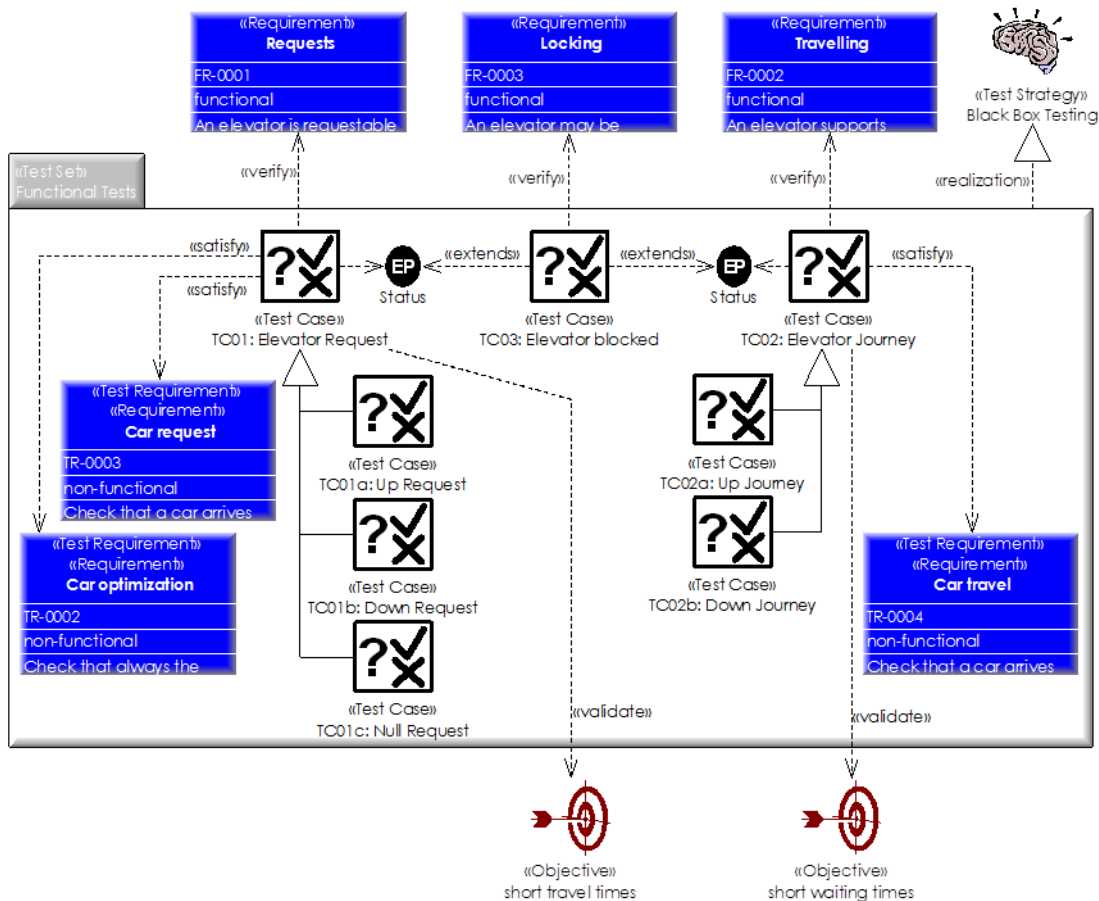 «Requirement»
Requests
FR-0001
functional
An elevator is requestable
«Requirement»
Locking
FR-0003
functional
An elevator may be
«Requirement»
Travelling
FR-0002
functional
An elevator supports
«Test Strategy»
Black Box Testing
«Test Set»
Functional Tests
«verify»
«verify»
«verify»
«realization»
«satisfy»
«satisfy»
EP
Status
«extends»
«extends»
EP
Status
«satisfy»
«Test Case»
TC01: Elevator Request
«Test Case»
TC03: Elevator blocked
«Test Case»
TC02: Elevator Journey
«Test Requirement»
«Requirement»
Car request
TR-0003
non-functional
Check that a car arrives
«Test Case»
TC01a: Up Request
«Test Case»
TC02a: Up Journey
«Test Requirement»
«Requirement»
Car optimization
TR-0002
non-functional
Check that always the
«Test Case»
TC01b: Down Request
«Test Case»
TC02b: Down Journey
«Test Requirement»
«Requirement»
Car travel
TR-0004
non-functional
Check that a car arrives
«Test Case»
TC01c: Null Request
«validate»
«validate»
«Objective»
short travel times
«Objective»
short waiting times